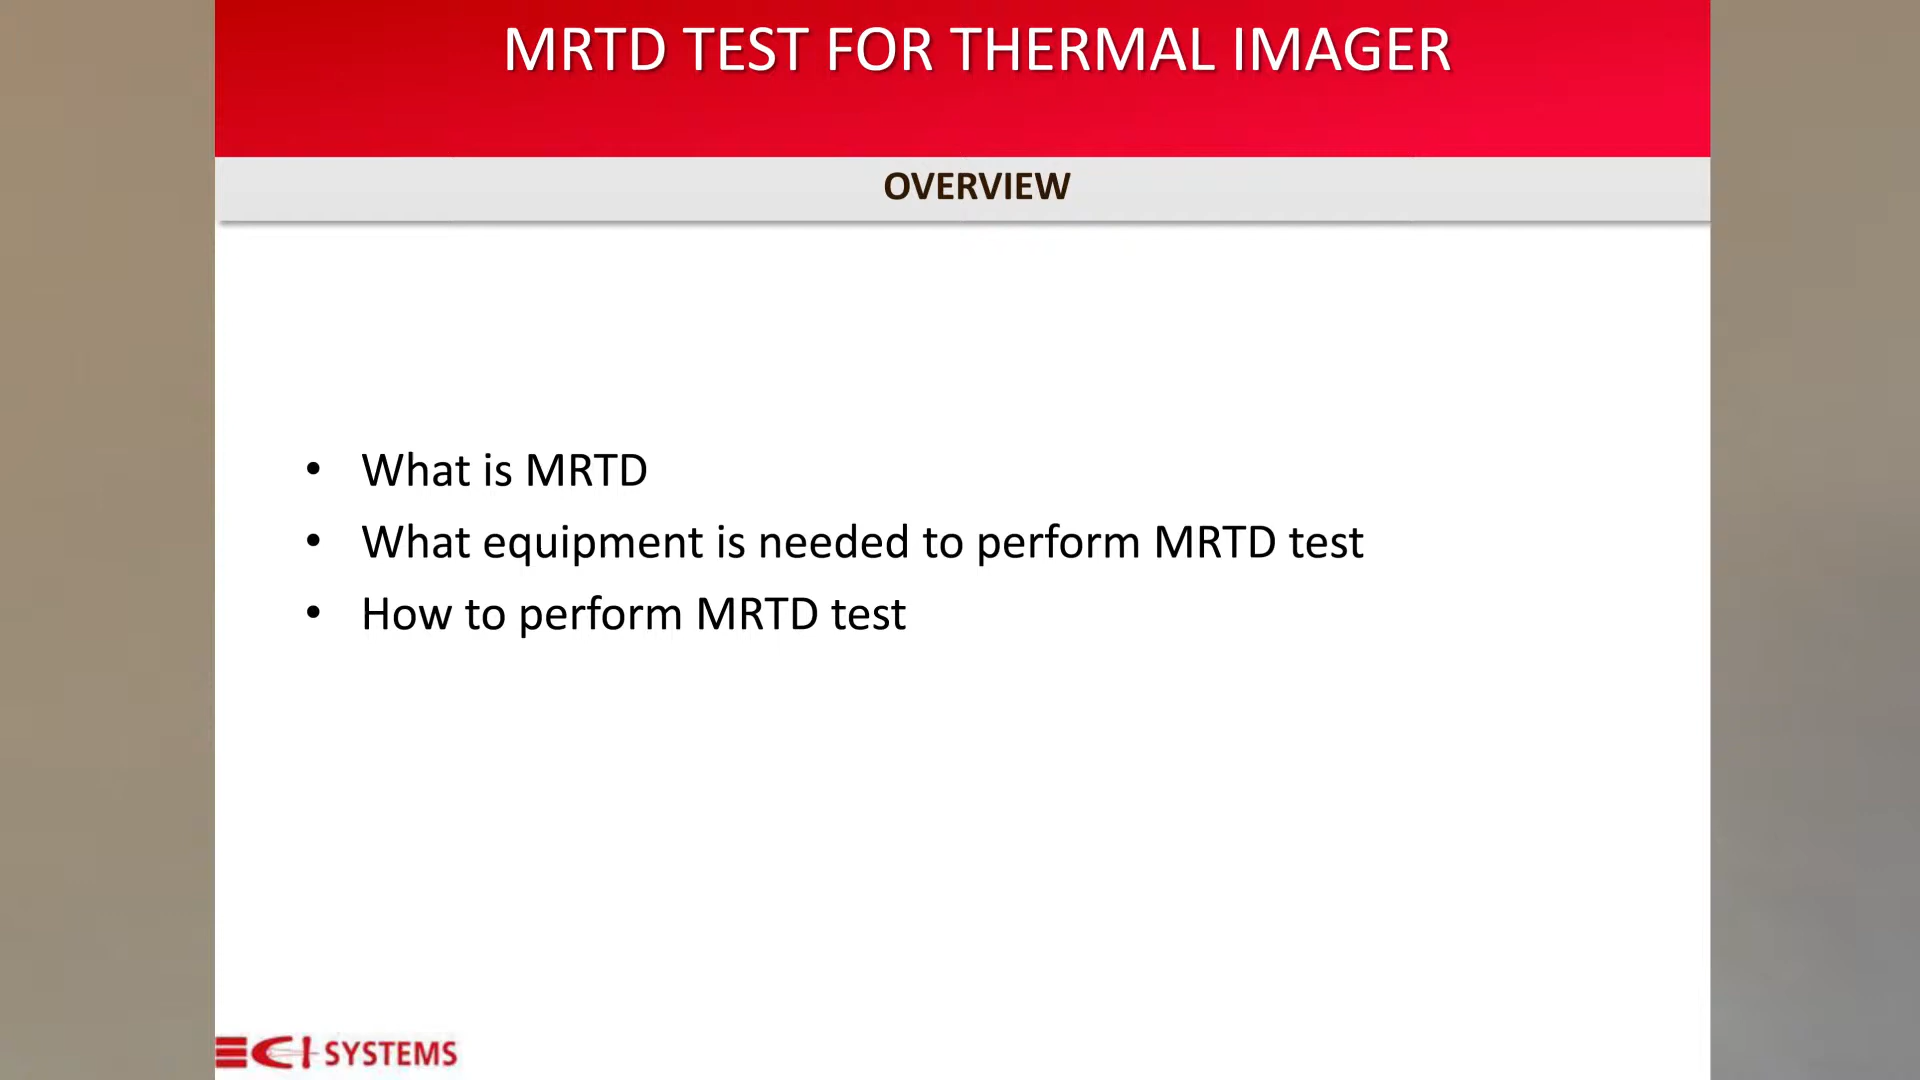 MRTD TEST FOR THERMAL IMAGER
OVERVIEW
• What is MRTD
• What equipment is needed to perform MRTD test
• How to perform MRTD test
CI SYSTEMS